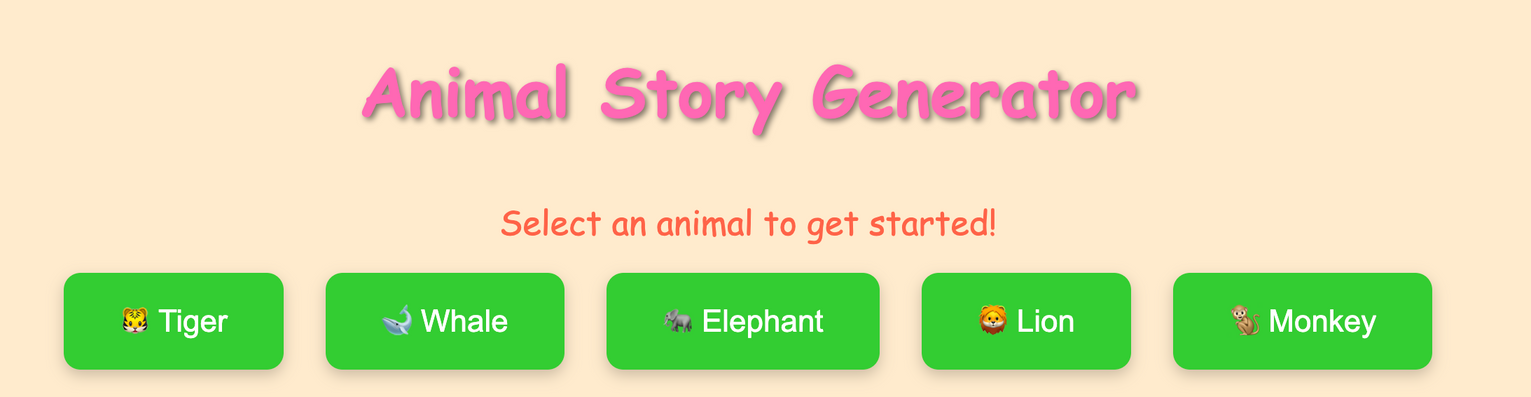 Animal Story Generator
Select an animal to get started!
🐯 Tiger 🐋 Whale 🐘 Elephant 🦁 Lion 🐒 Monkey